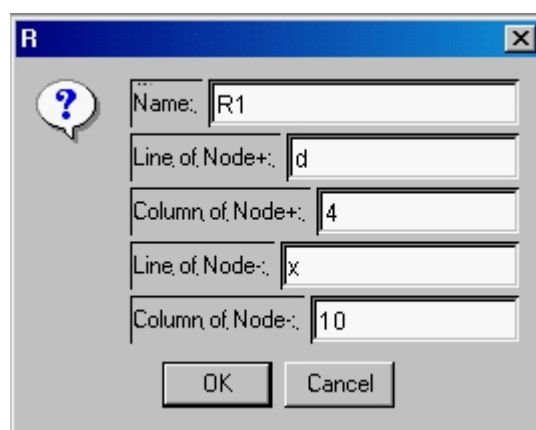 R
Name: R1
Line of Node+: d
Column of Node+: 4
Line of Node-: x
Column of Node-: 10
OK Cancel